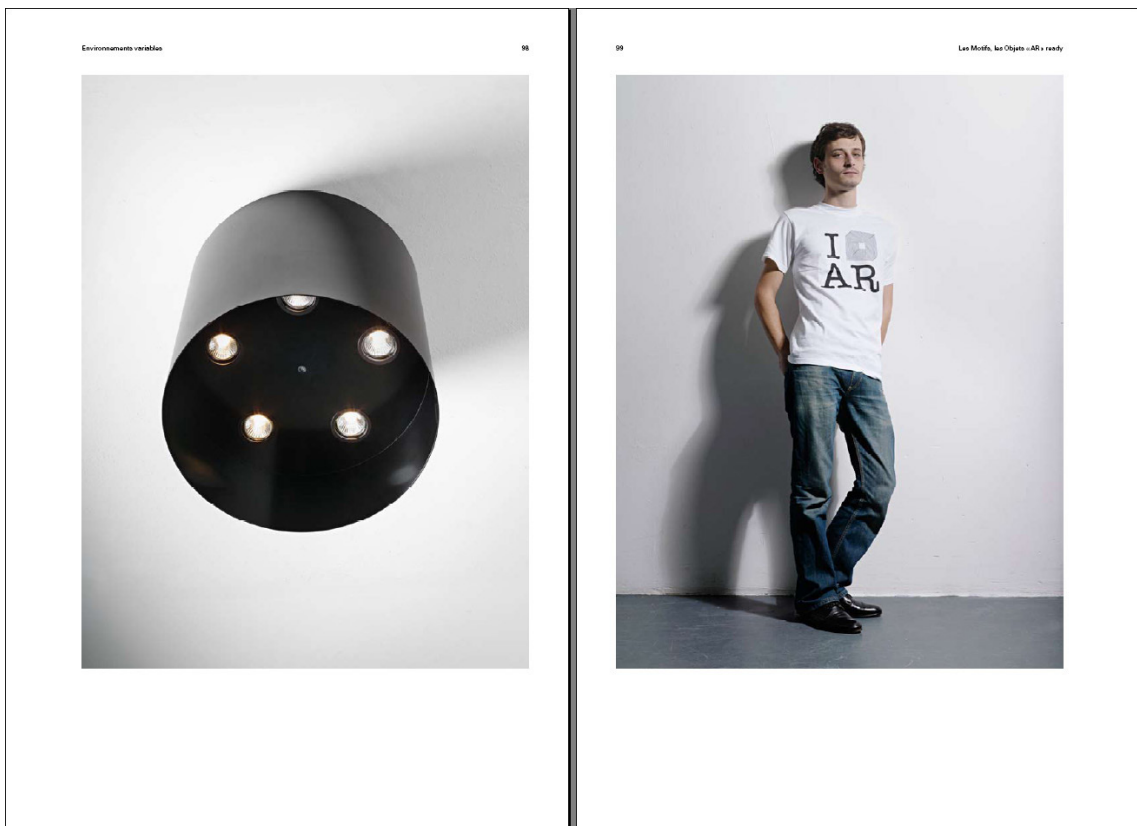 Environnements variables
98
99
Les Motifs, les Objets «AR» ready
I
AR